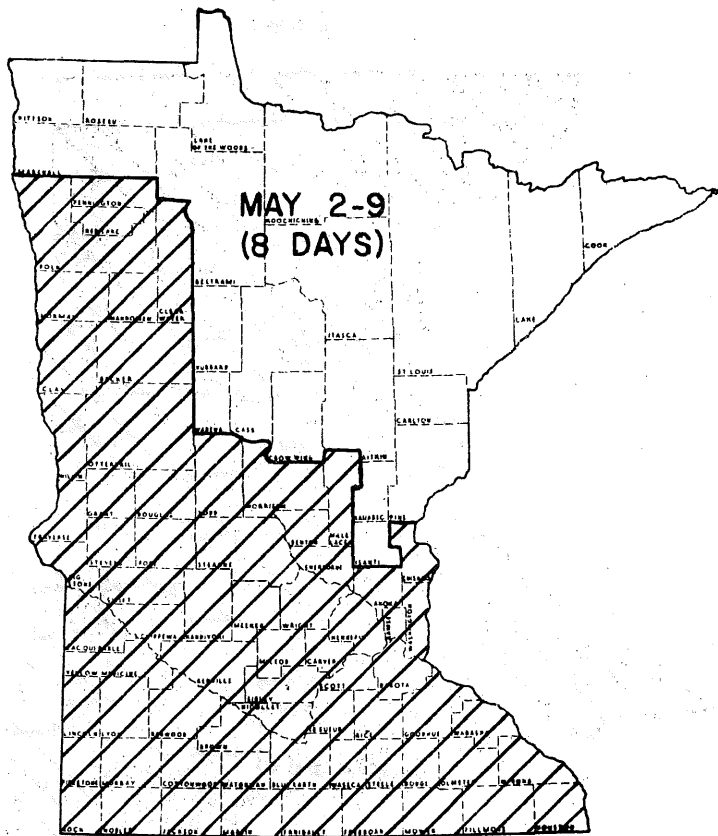 KITTSON ROSEAU
LAKE
OF THE WOODS
MARSHALL
MAY 2-9
PENNINGTON
KOOCHICHING
RED LAKE
(8 DAYS)
COOK
POLK
BELTRAMI
NORMAN MAHNOMEN CLEAR
WATER
LAKE
ITASCA
HUBBARD
BECKER
ST LOUIS
CLAY
CARLTON
WADENA CASS
CROW WING
AITKIN
OTTERTAIL
WILKIN
MORRISON
KANABEC PINE
GRANT DOUGLAS TODD
MILLE
LACS
TRAVERSE
BENTON
ISANTI
STEVENS POPE STEARNS
SHERBURNE
CHISAGO
BIG
STONE
SWIFT
ANOKA
RAMSEY
WASHINGTON
MEEKER WRIGHT
CHIPPEWA KANDIYOHI
HENNEPIN
LAC QUI PARLE
MCLEOD CARVER
YELLOW MEDICINE
RENVILLE
SCOTT DAKOTA
SIBLEY
NICOLLET
LINCOLN LYON REDWOOD
LE SUEUR RICE GOODHUE WABASHA
BROWN
PIPESTONE MURRAY COTTONWOOD WATONWAN BLUE EARTH WASECA STEELE DODGE OLMSTED WINONA
ROCK NOBLES JACKSON MARTIN FARIBAULT FREEBORN MOWER FILLMORE HOUSTON